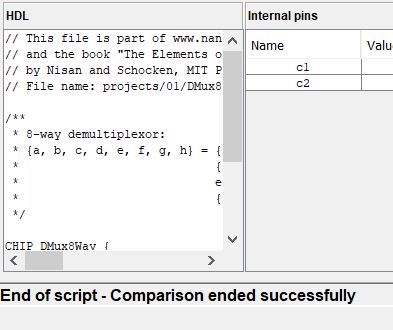 HDL
// This file is part of www.nan
// and the book "The Elements o
// by Nisan and Schocken, MIT P
// File name: projects/01/DMux8
/**
* 8-way demultiplexor:
* {a, b, c, d, e, f, g, h} = {
* {
* e
* {
*/
CHIP DMux8Way {
Internal pins
Name Valu
c1
c2
End of script - Comparison ended successfully